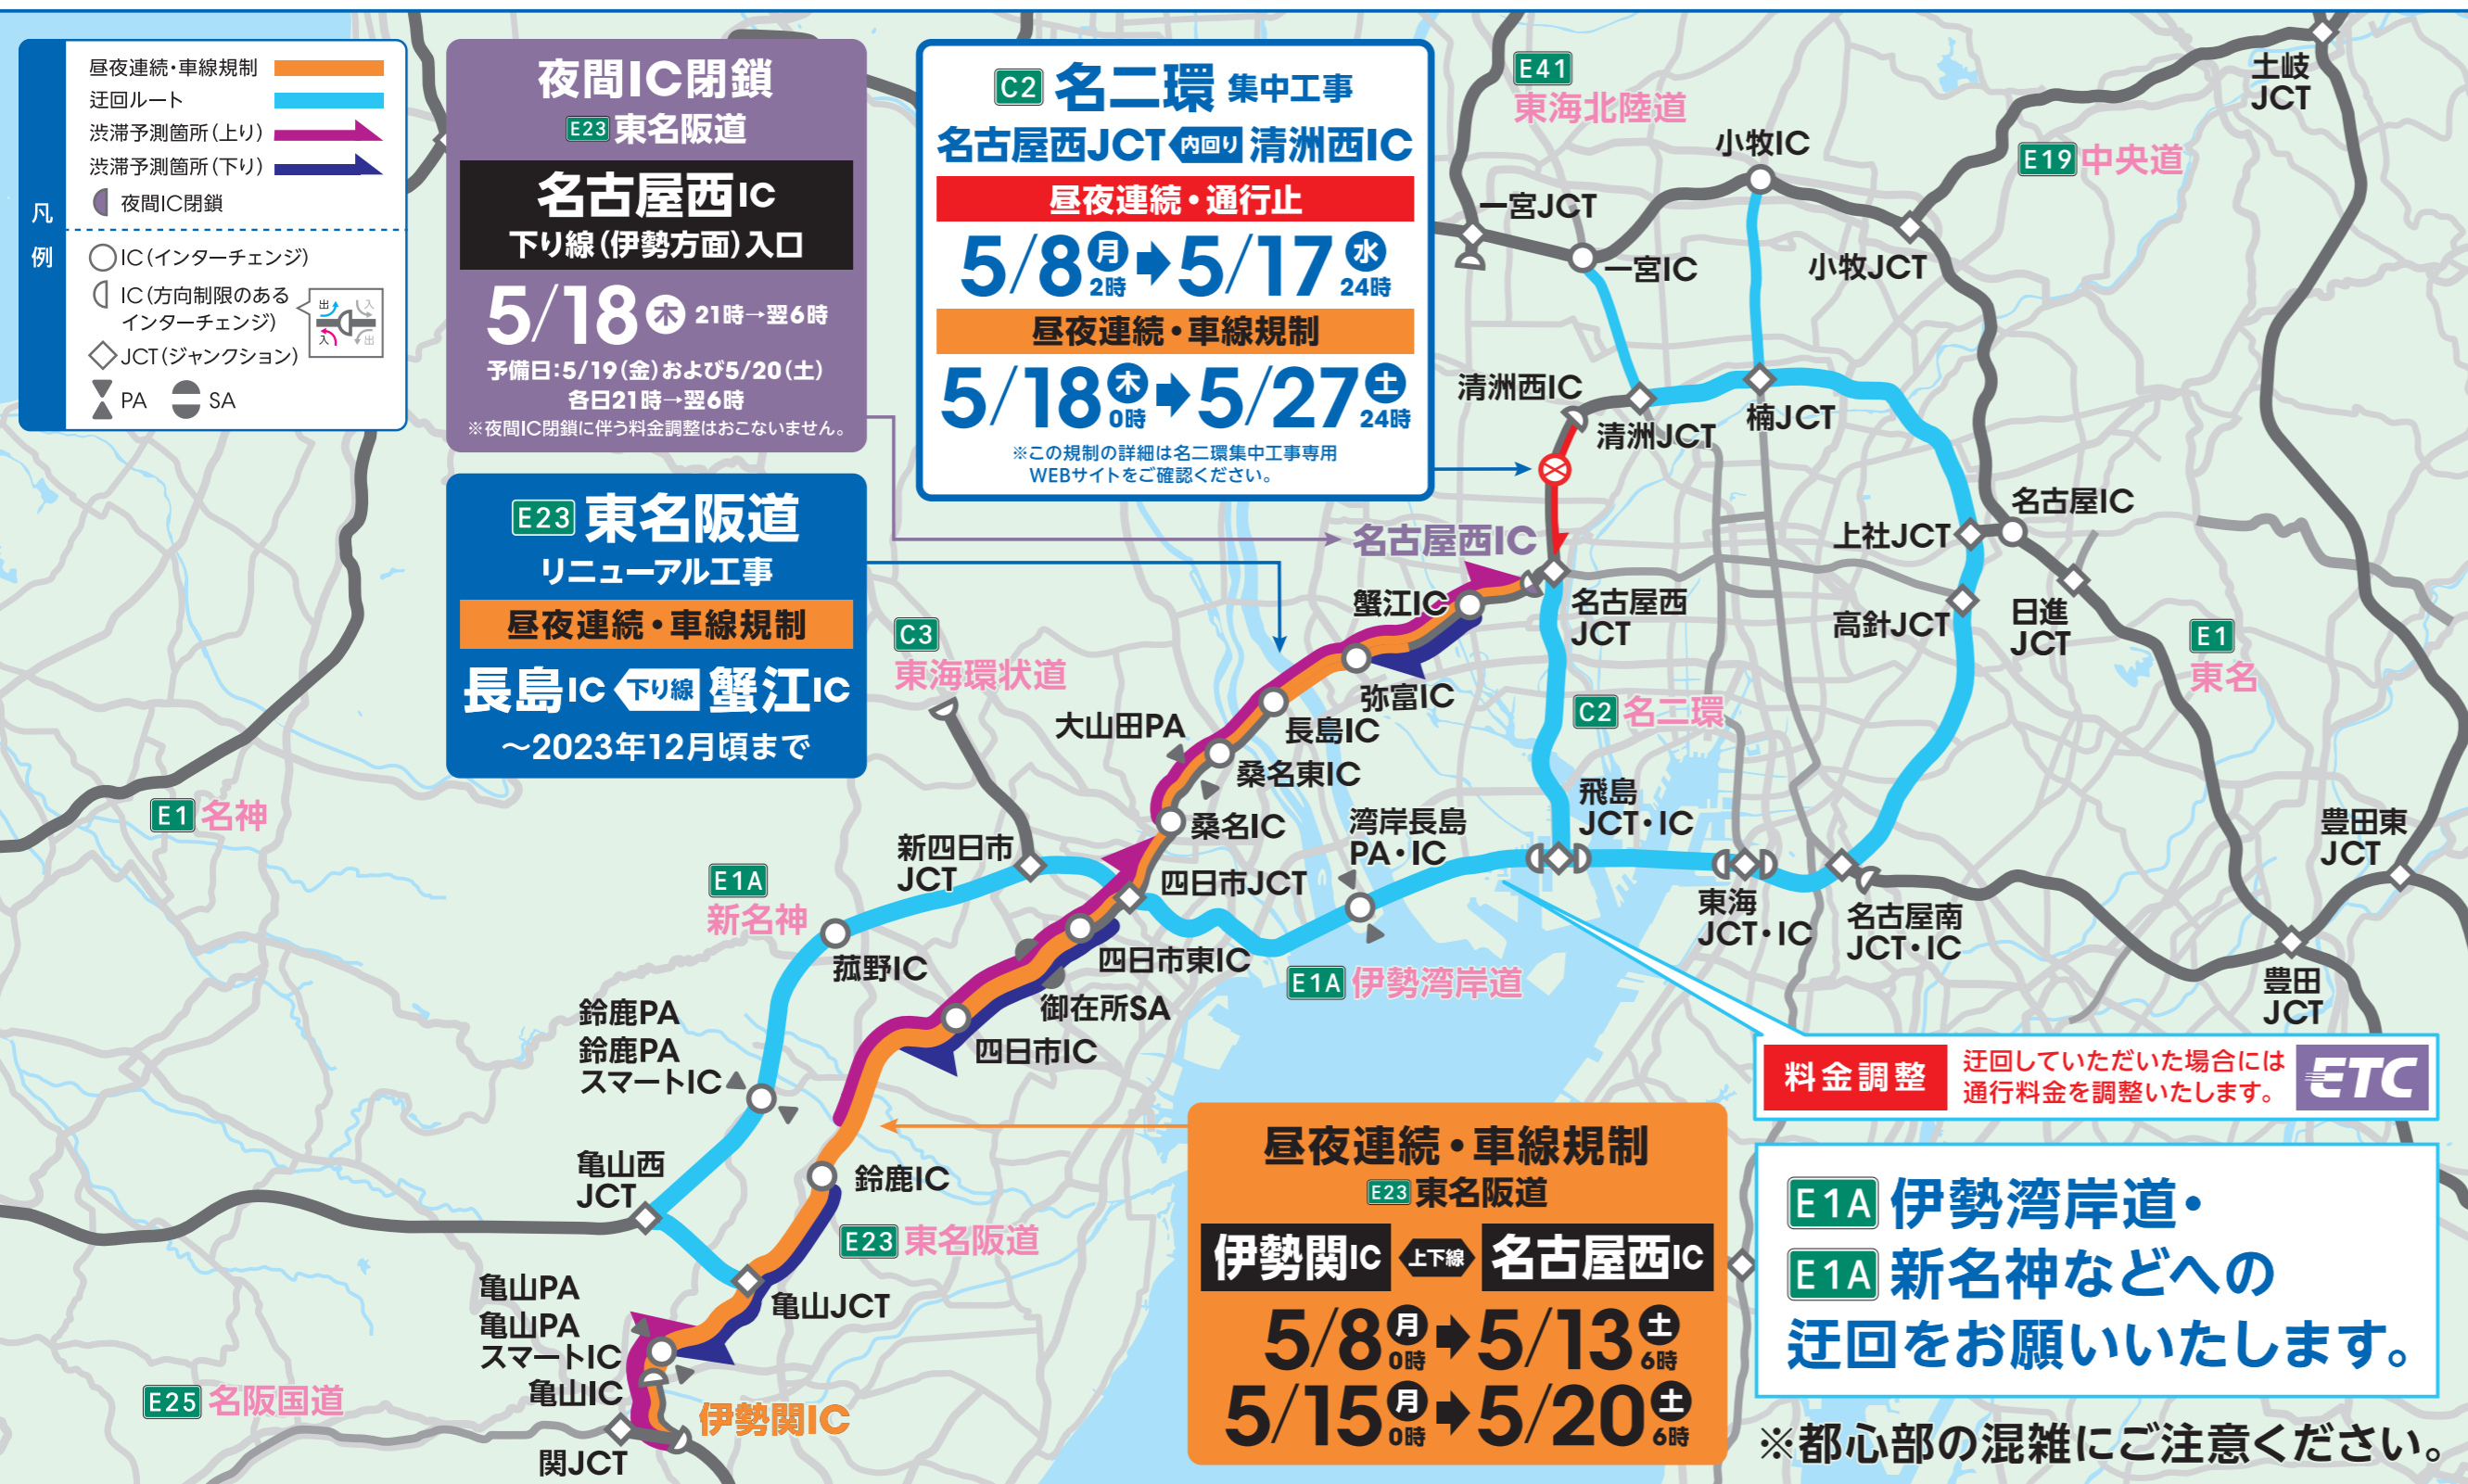 凡例
昼夜連続・車線規制
迂回ルート
渋滞予測箇所(上り)
渋滞予測箇所(下り)
夜間IC閉鎖
IC(インターチェンジ)
IC(方向制限のある
インターチェンジ)
出 入
入 出
JCT(ジャンクション)
PA SA
夜間IC閉鎖
E23 東名阪道
名古屋西IC
下り線(伊勢方面)入口
5/18 木 21時→翌6時
予備日:5/19(金)および5/20(土)
各日21時→翌6時
※夜間IC閉鎖に伴う料金調整はおこないません。
C2 名二環 集中工事
名古屋西JCT 内回り 清洲西IC
昼夜連続・通行止
5/8 月 2時 ➡ 5/17 水 24時
昼夜連続・車線規制
5/18 木 0時 ➡ 5/27 土 24時
※この規制の詳細は名二環集中工事専用
WEBサイトをご確認ください。
E23 東名阪道
リニューアル工事
昼夜連続・車線規制
長島IC 下り線 蟹江IC
〜2023年12月頃まで
E41
東海北陸道
土岐
JCT
小牧IC
E19 中央道
一宮JCT
一宮IC
小牧JCT
清洲西IC
清洲JCT
楠JCT
名古屋IC
上社JCT
名古屋西IC
蟹江IC
名古屋西
JCT
高針JCT
日進
JCT
E1
東名
C3
東海環状道
弥富IC
C2 名二環
大山田PA
長島IC
桑名東IC
飛島
JCT・IC
E1 名神
桑名IC
湾岸長島
PA・IC
豊田東
JCT
新四日市
JCT
四日市JCT
E1A
新名神
東海
JCT・IC
名古屋南
JCT・IC
菰野IC
四日市東IC
E1A 伊勢湾岸道
豊田
JCT
御在所SA
鈴鹿PA
鈴鹿PA
スマートIC
四日市IC
料金調整
迂回していただいた場合には
通行料金を調整いたします。
ETC
亀山西
JCT
鈴鹿IC
E23 東名阪道
亀山PA
亀山PA
スマートIC
亀山JCT
亀山IC
E25 名阪国道
伊勢関IC
関JCT
昼夜連続・車線規制
E23 東名阪道
伊勢関IC 上下線 名古屋西IC
5/8 月 0時 ➡ 5/13 土 6時
5/15 月 0時 ➡ 5/20 土 6時
E1A 伊勢湾岸道・
E1A 新名神などへの
迂回をお願いいたします。
※都心部の混雑にご注意ください。